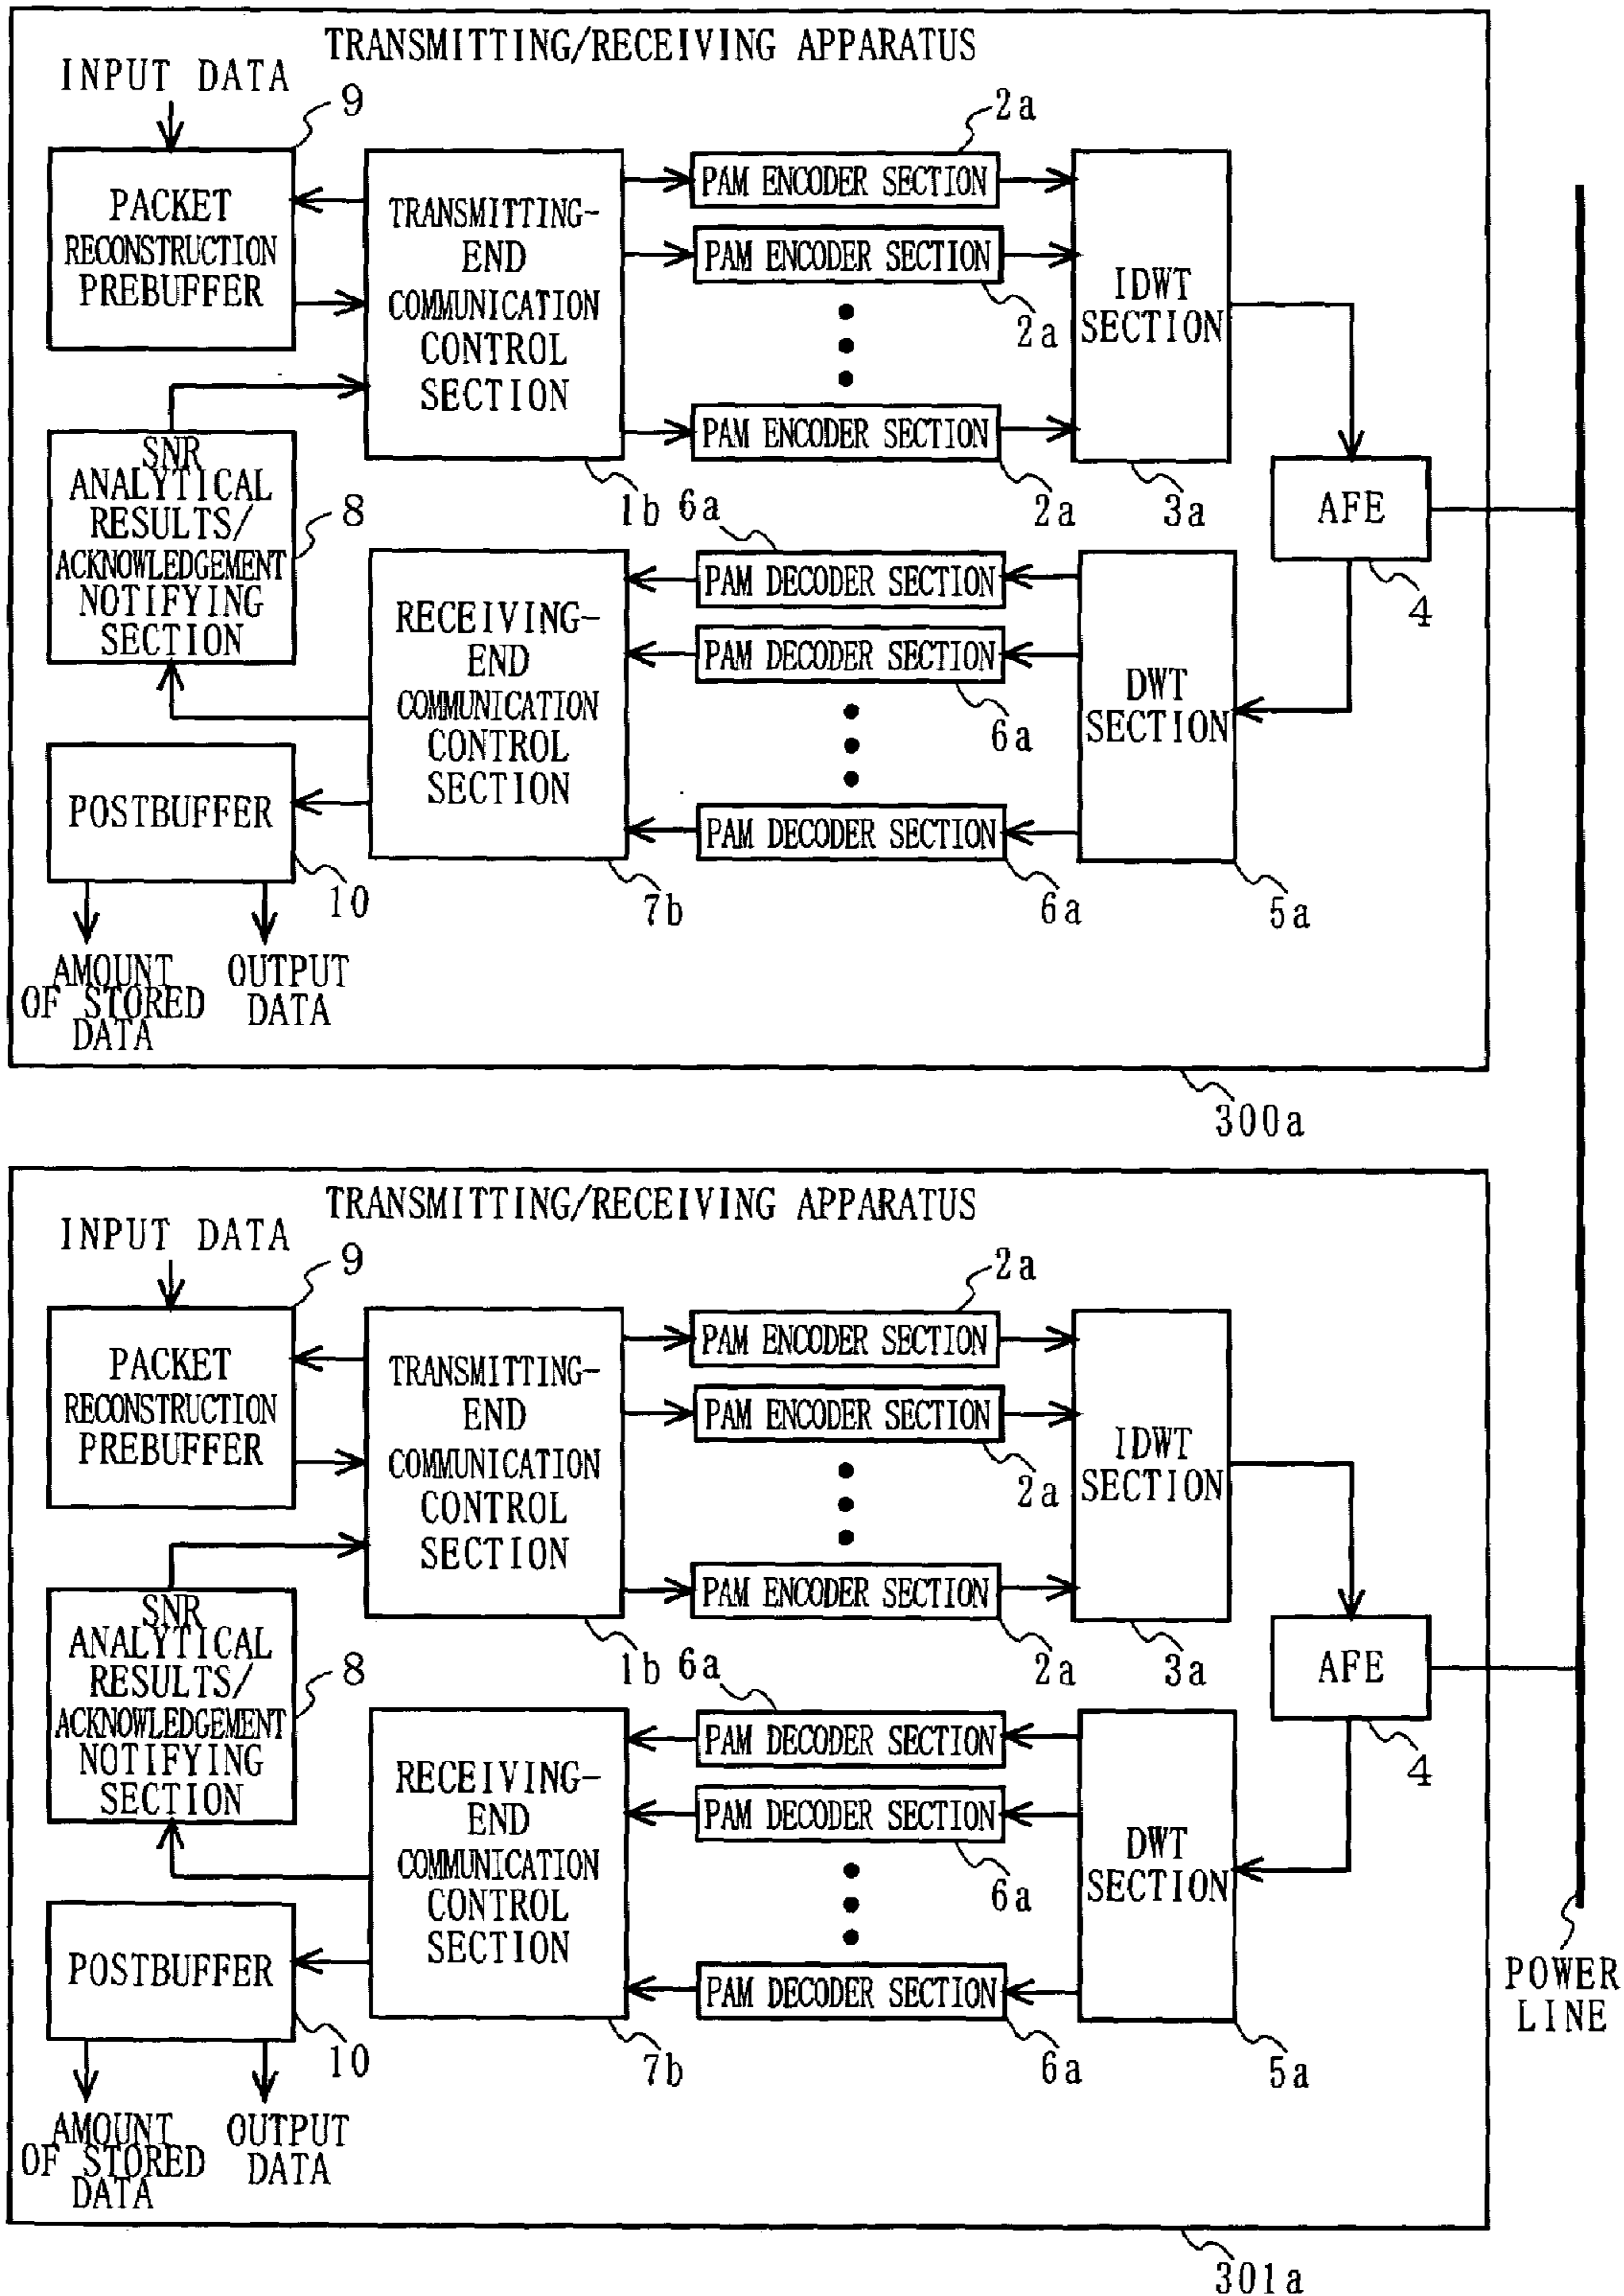 TRANSMITTING/RECEIVING APPARATUS
INPUT DATA
9
PACKET
RECONSTRUCTION
PREBUFFER
TRANSMITTING-
END
COMMUNICATION
CONTROL
SECTION
1b
2a
PAM ENCODER SECTION
PAM ENCODER SECTION
2a
PAM ENCODER SECTION
2a
IDWT
SECTION
3a
AFE
4
SNR
ANALYTICAL
RESULTS/
ACKNOWLEDGEMENT
NOTIFYING
SECTION
8
RECEIVING-
END
COMMUNICATION
CONTROL
SECTION
7b
6a
PAM DECODER SECTION
PAM DECODER SECTION
6a
PAM DECODER SECTION
6a
DWT
SECTION
5a
POSTBUFFER
10
AMOUNT
OF STORED
DATA
OUTPUT
DATA
300a
TRANSMITTING/RECEIVING APPARATUS
INPUT DATA
9
PACKET
RECONSTRUCTION
PREBUFFER
TRANSMITTING-
END
COMMUNICATION
CONTROL
SECTION
1b
2a
PAM ENCODER SECTION
PAM ENCODER SECTION
2a
PAM ENCODER SECTION
2a
IDWT
SECTION
3a
AFE
4
SNR
ANALYTICAL
RESULTS/
ACKNOWLEDGEMENT
NOTIFYING
SECTION
8
RECEIVING-
END
COMMUNICATION
CONTROL
SECTION
7b
6a
PAM DECODER SECTION
PAM DECODER SECTION
6a
PAM DECODER SECTION
6a
DWT
SECTION
5a
POSTBUFFER
10
AMOUNT
OF STORED
DATA
OUTPUT
DATA
POWER
LINE
301a